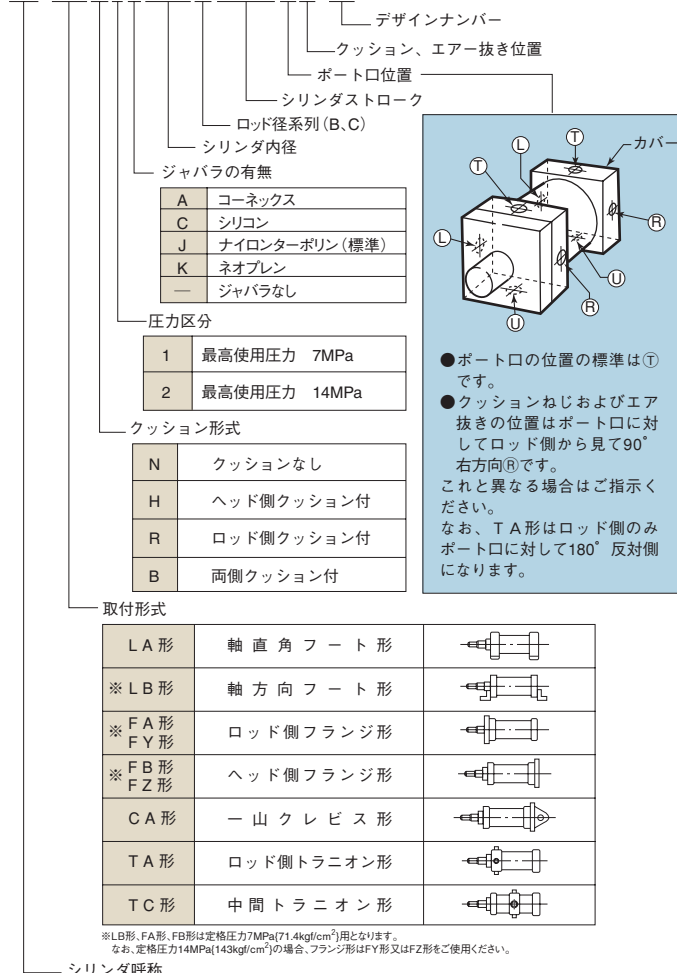 デザインナンバー
クッション、エアー抜き位置
ポート口位置
シリンダストローク
ロッド径系列(B、C)
シリンダ内径
ジャバラの有無
A コーネックス
C シリコン
J ナイロンターポリン(標準)
K ネオプレン
― ジャバラなし
圧力区分
1 最高使用圧力 7MPa
2 最高使用圧力 14MPa
クッション形式
N クッションなし
H ヘッド側クッション付
R ロッド側クッション付
B 両側クッション付
カバー
Ⓣ
Ⓛ
Ⓣ
Ⓡ
Ⓛ
Ⓤ
Ⓡ
Ⓤ
●ポート口の位置の標準はⓉ
です。
●クッションねじおよびエア
抜きの位置はポート口に対
してロッド側から見て90°
右方向Ⓡです。
これと異なる場合はご指示く
ださい。
なお、TA形はロッド側のみ
ポート口に対して180°反対側
になります。
取付形式
LA形 軸直角フート形
※LB形 軸方向フート形
※FA形 FY形 ロッド側フランジ形
※FB形 FZ形 ヘッド側フランジ形
CA形 一山クレビス形
TA形 ロッド側トラニオン形
TC形 中間トラニオン形
※LB形、FA形、FB形は定格圧力7MPa{71.4kgf/cm²}用となります。
なお、定格圧力14MPa{143kgf/cm²}の場合、フランジ形はFY形又はFZ形をご使用ください。
シリンダ呼称